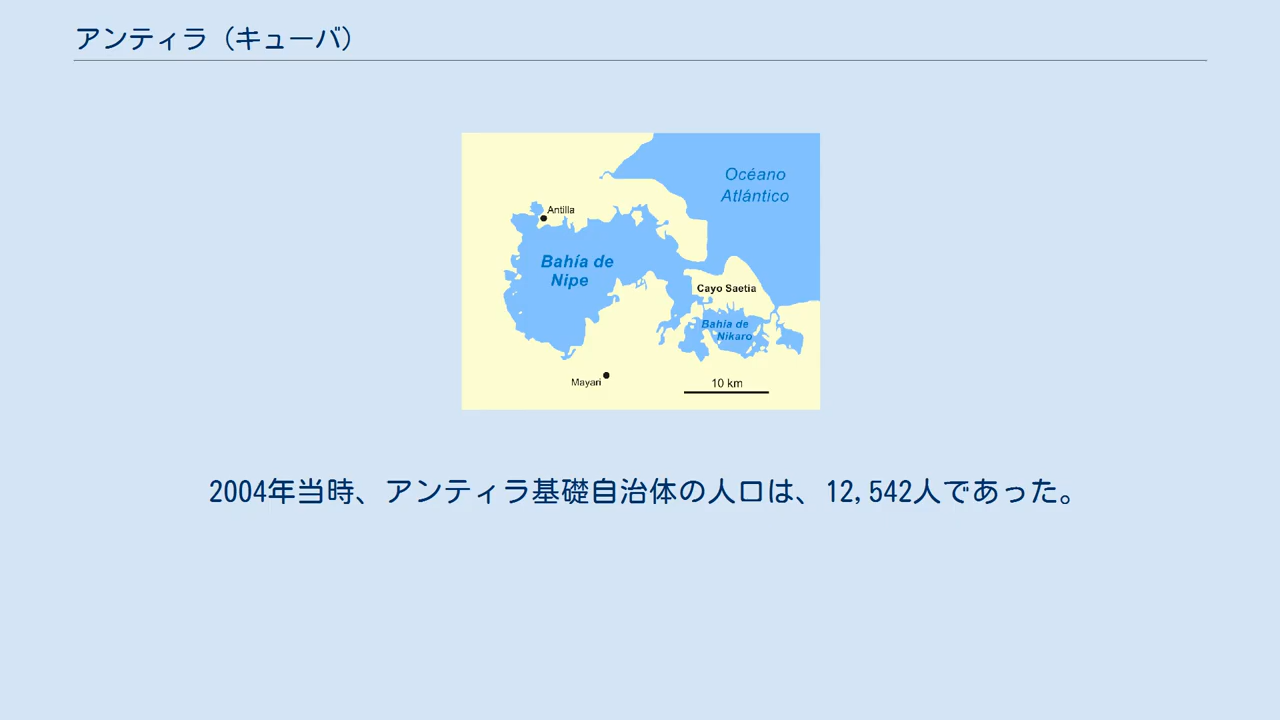 アンティラ（キューバ）
Océano
Atlántico
Antilla
Bahía de
Nipe
Cayo Saetia
Bahía de
Nikaro
Mayari
10 km
2004年当時、アンティラ基礎自治体の人口は、12,542人であった。